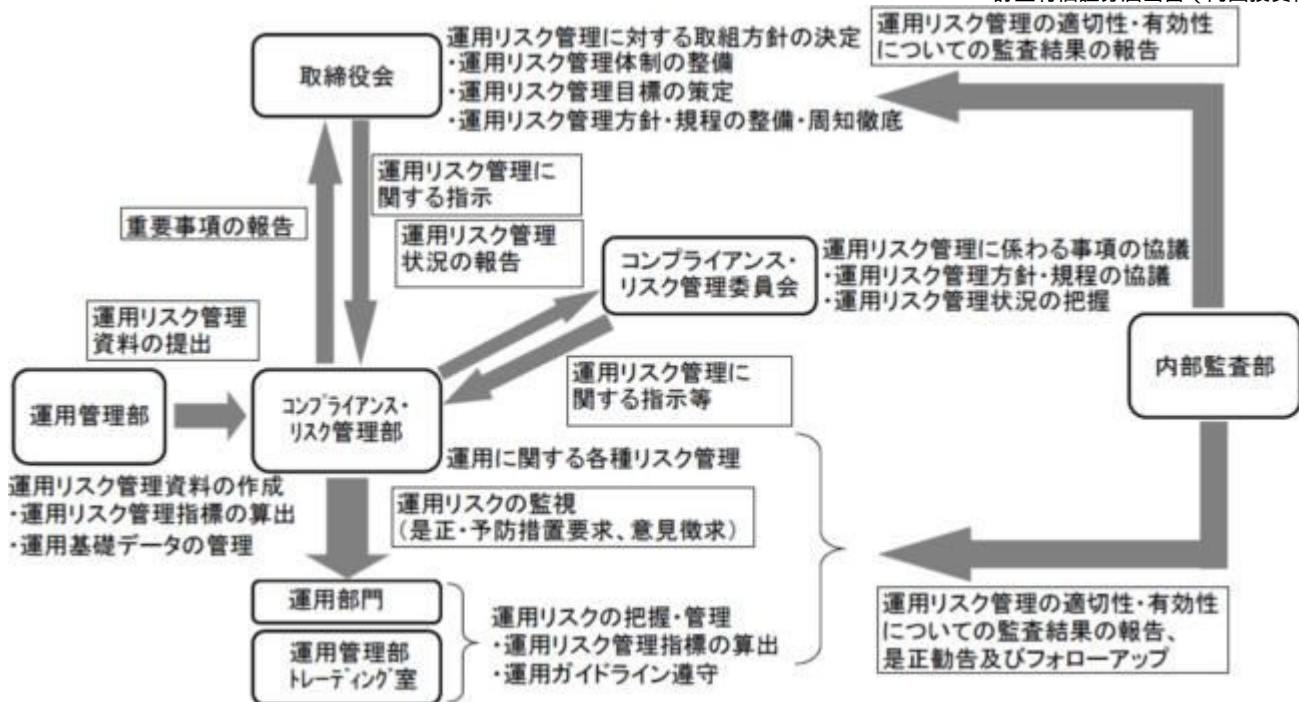 運用リスク管理の適切性・有効性
についての監査結果の報告
運用リスク管理に対する取組方針の決定
・運用リスク管理体制の整備
・運用リスク管理目標の策定
・運用リスク管理方針・規程の整備・周知徹底
取締役会
運用リスク管理に
関する指示
重要事項の報告
運用リスク管理
状況の報告
コンプライアンス・
リスク管理委員会
運用リスク管理に係わる事項の協議
・運用リスク管理方針・規程の協議
・運用リスク管理状況の把握
運用リスク管理
資料の提出
内部監査部
運用管理部
コンプライアンス・
リスク管理部
運用リスク管理に
関する指示等
運用に関する各種リスク管理
運用リスク管理資料の作成
・運用リスク管理指標の算出
・運用基礎データの管理
運用リスクの監視
(是正・予防措置要求、意見徴求)
運用部門
運用管理部
トレーディング室
運用リスクの把握・管理
・運用リスク管理指標の算出
・運用ガイドライン遵守
運用リスク管理の適切性・有効性
についての監査結果の報告、
是正勧告及びフォローアップ